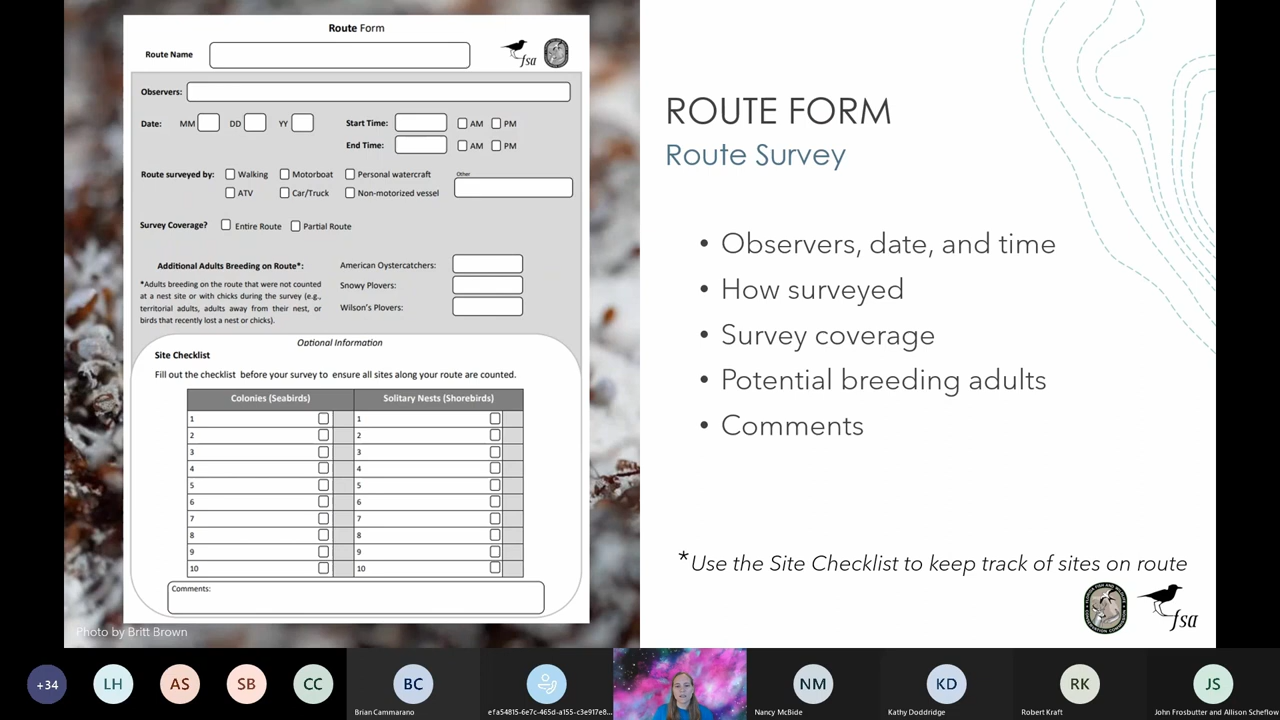 Route Form
Route Name
fsa
Observers:
Date: MM DD YY Start Time: AM PM
End Time: AM PM
Route surveyed by: Walking Motorboat Personal watercraft Other
ATV Car/Truck Non-motorized vessel
Survey Coverage? Entire Route Partial Route
Additional Adults Breeding on Route*:
*Adults breeding on the route that were not counted
at a nest site or with chicks during the survey (e.g.,
territorial adults, adults away from their nest, or
birds that recently lost a nest or chicks).
American Oystercatchers:
Snowy Plovers:
Wilson's Plovers:
Optional Information
Site Checklist
Fill out the checklist before your survey to ensure all sites along your route are counted.
Colonies (Seabirds) Solitary Nests (Shorebirds)
1 1
2 2
3 3
4 4
5 5
6 6
7 7
8 8
9 9
10 10
Comments:
Photo by Britt Brown
ROUTE FORM
Route Survey
• Observers, date, and time
• How surveyed
• Survey coverage
• Potential breeding adults
• Comments
*Use the Site Checklist to keep track of sites on route
fsa
+34 LH AS SB CC BC NM KD RK JS
Brian Cammarano efa54815-6e7c-465d-a155-c3e917e8... Nancy McBide Kathy Doddridge Robert Kraft John Frosbutter and Allison Scheflow